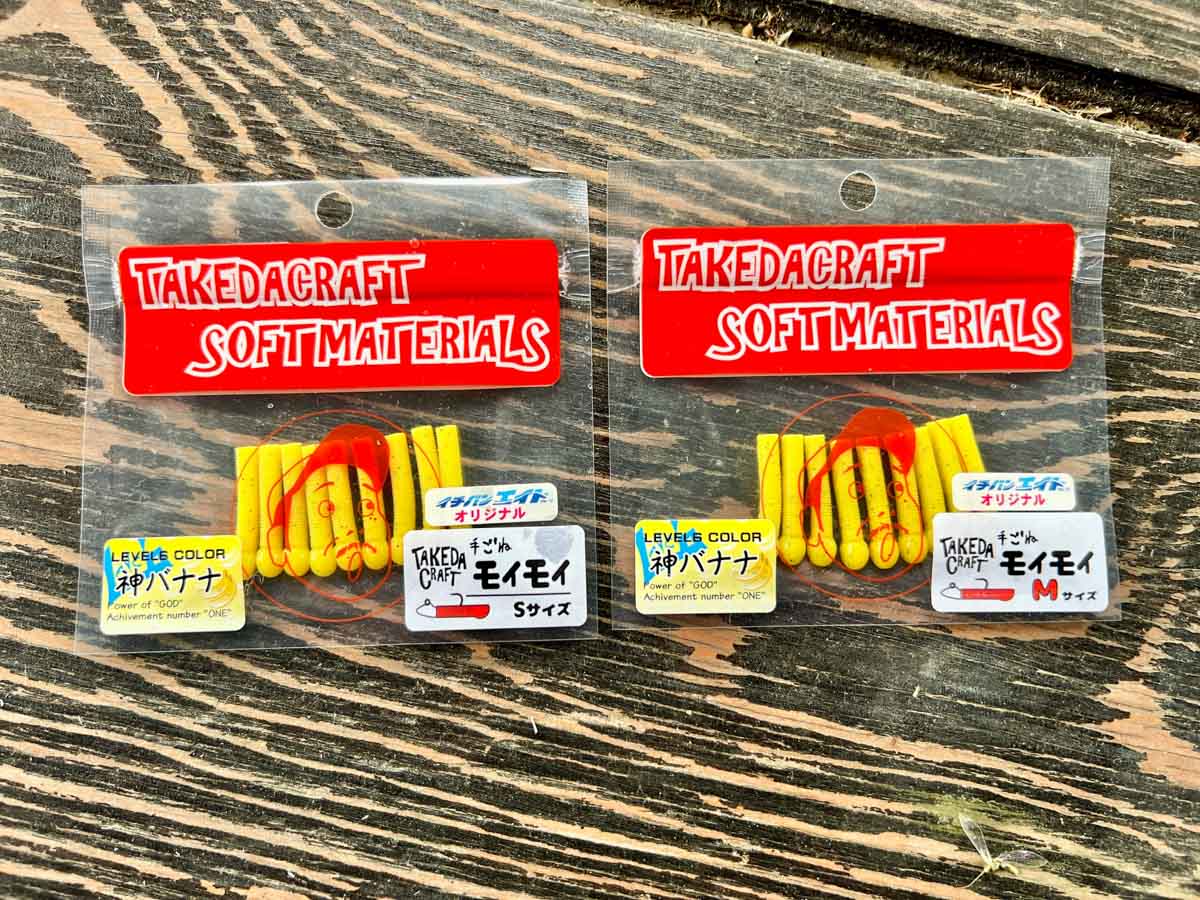 TAKEDACRAFT
SOFTMATERIALS
イチバンエイト
オリジナル
LEVEL6 COLOR
神バナナ
Power of "GOD"
Achivement number "ONE"
TAKEDA
CRAFT
手ごね
モイモイ
Sサイズ
TAKEDACRAFT
SOFTMATERIALS
イチバンエイト
オリジナル
LEVEL6 COLOR
神バナナ
Power of "GOD"
Achivement number "ONE"
TAKEDA
CRAFT
手ごね
モイモイ
Mサイズ